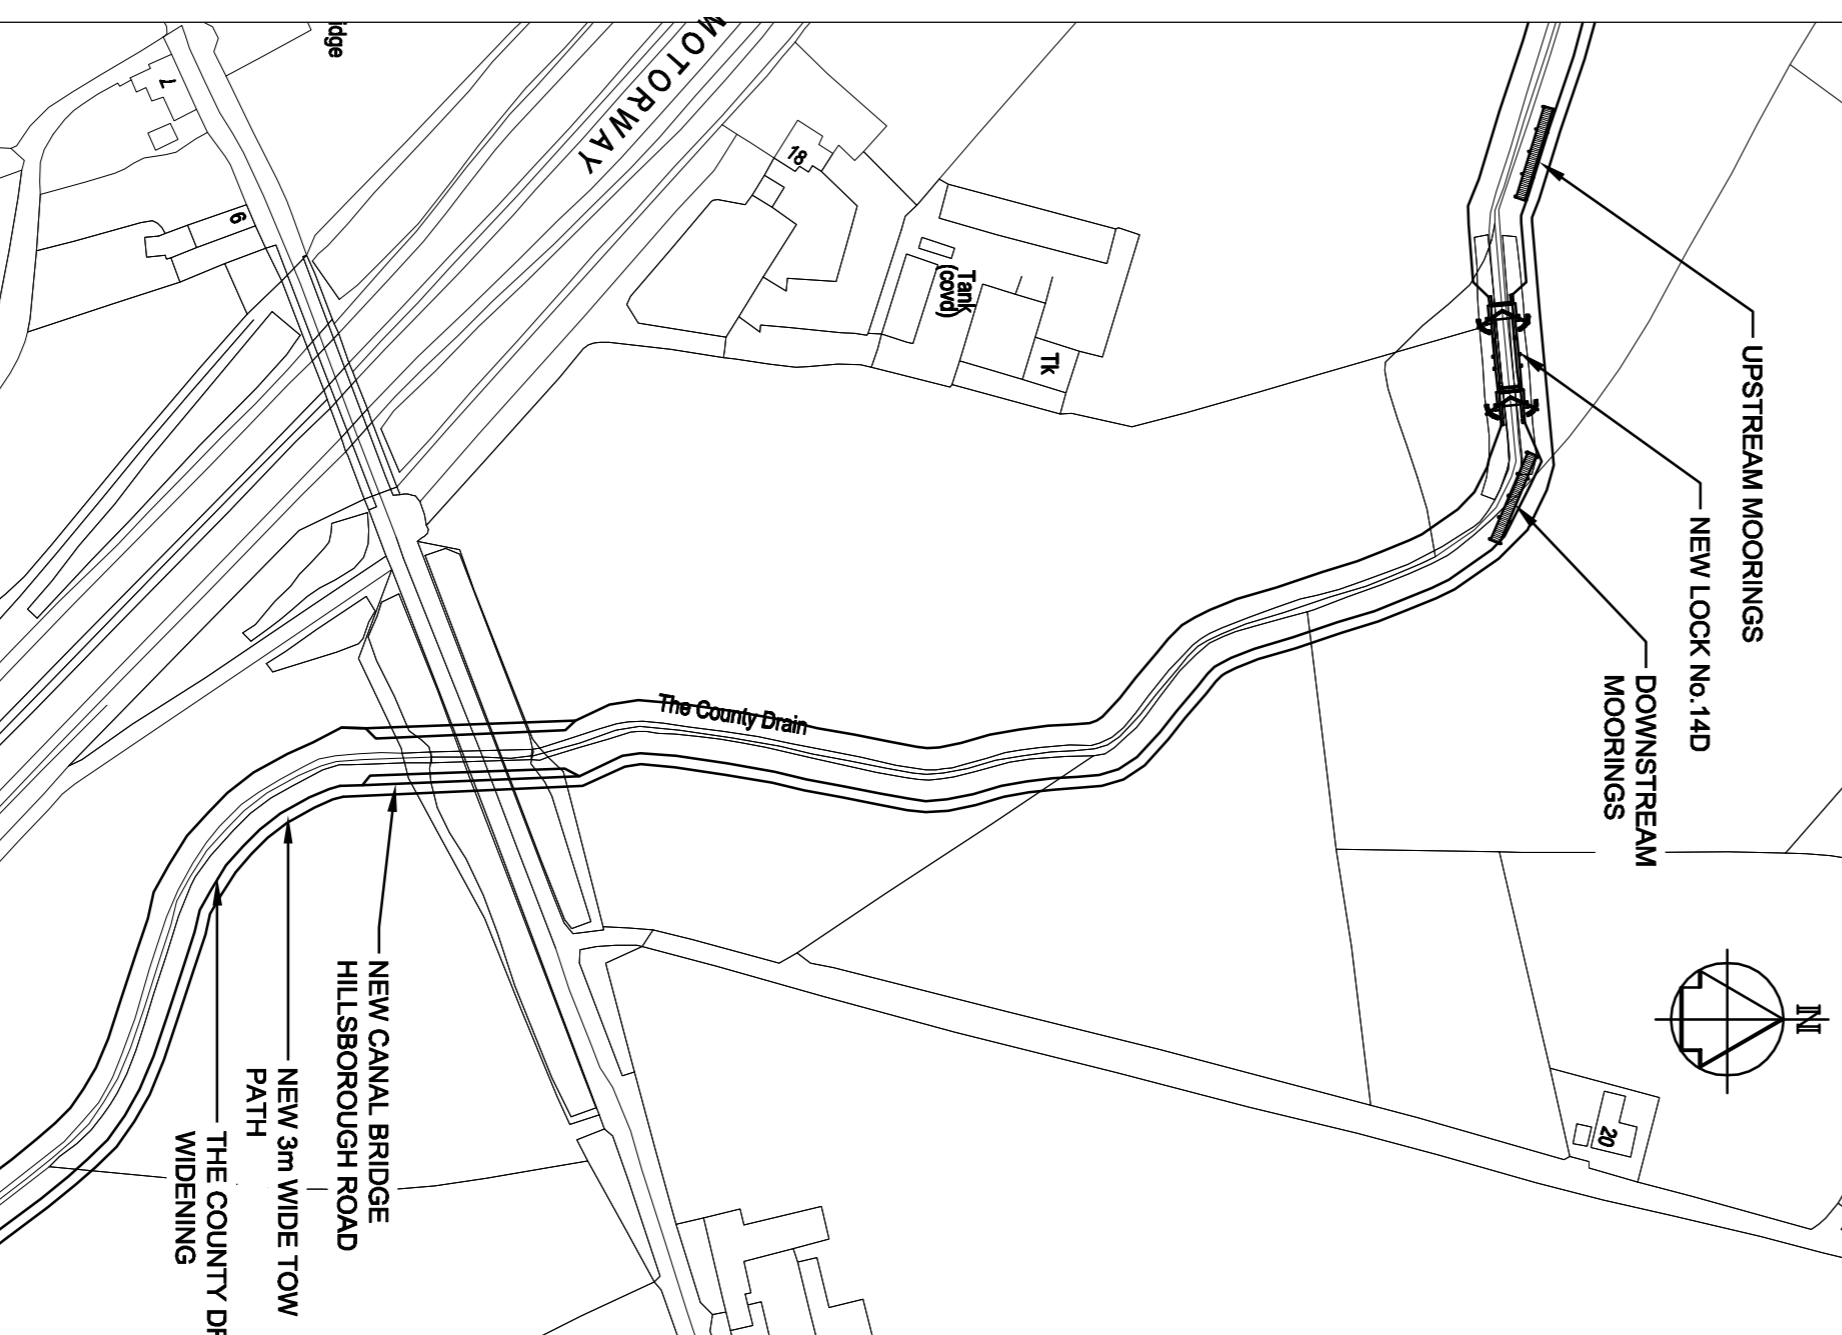 UPSTREAM MOORINGS
NEW LOCK No.14D
DOWNSTREAM
MOORINGS
N
MOTORWAY
18
Tank
(covd)
Tk
idge
7
6
The County Drain
20
NEW CANAL BRIDGE
HILLSBOROUGH ROAD
NEW 3m WIDE TOW
PATH
THE COUNTY DR
WIDENING